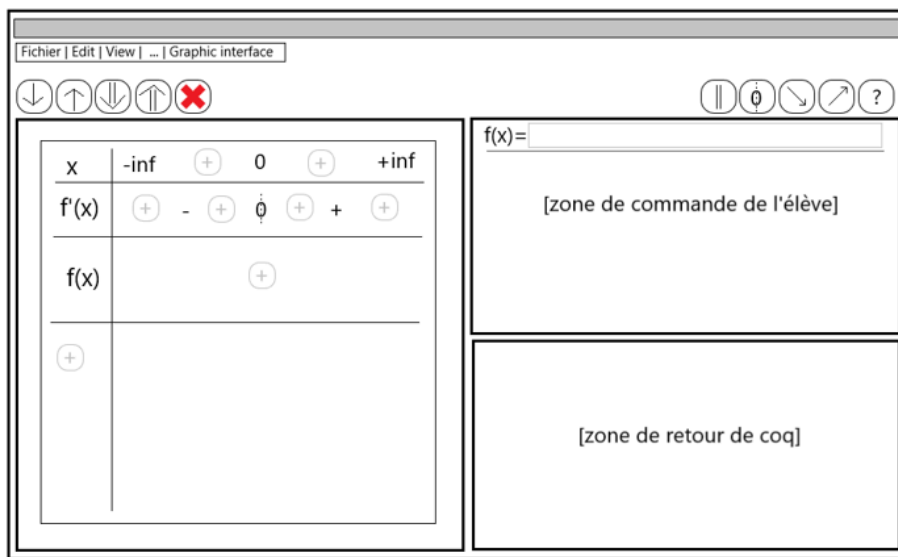 Fichier | Edit | View | ... | Graphic interface
?
x -inf + 0 + +inf
f'(x) + - + 0 + + +
f(x) +
+
f(x)=
[zone de commande de l'élève]
[zone de retour de coq]